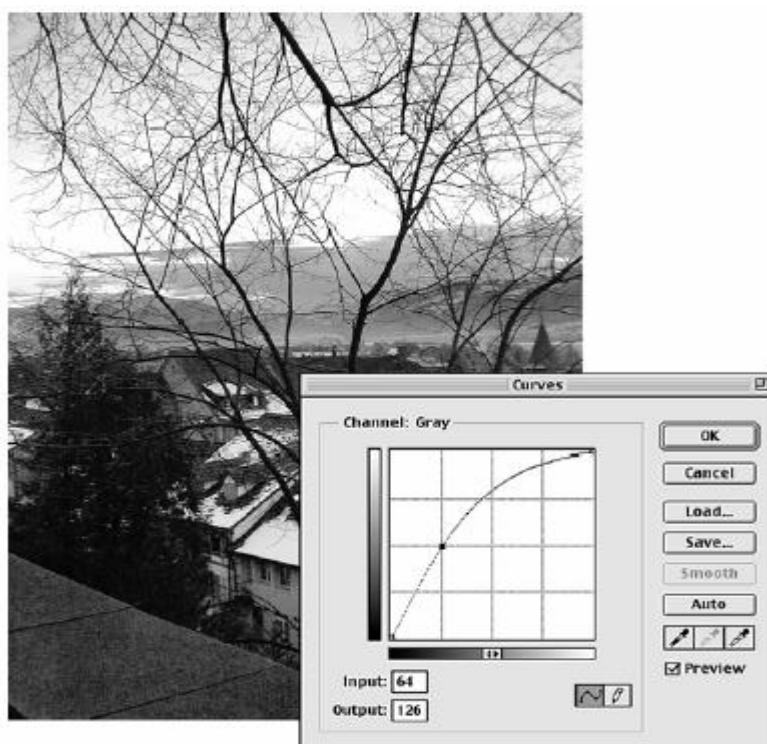 Curves
Channel: Gray
OK
Cancel
Load...
Save...
Smooth
Auto
Preview
Input: 64
Output: 126